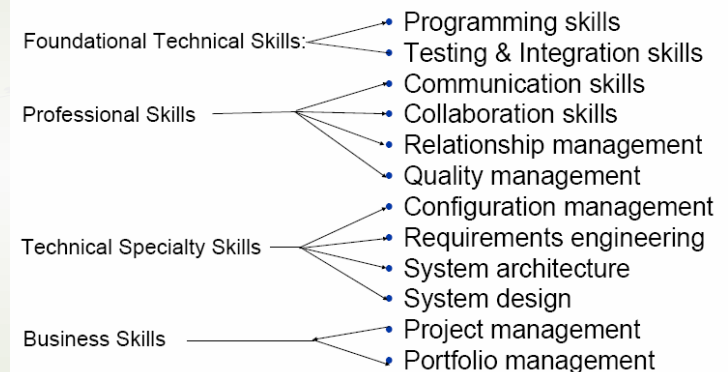 Foundational Technical Skills:
• Programming skills
• Testing & Integration skills
Professional Skills
• Communication skills
• Collaboration skills
• Relationship management
• Quality management
Technical Specialty Skills
• Configuration management
• Requirements engineering
• System architecture
• System design
Business Skills
• Project management
• Portfolio management